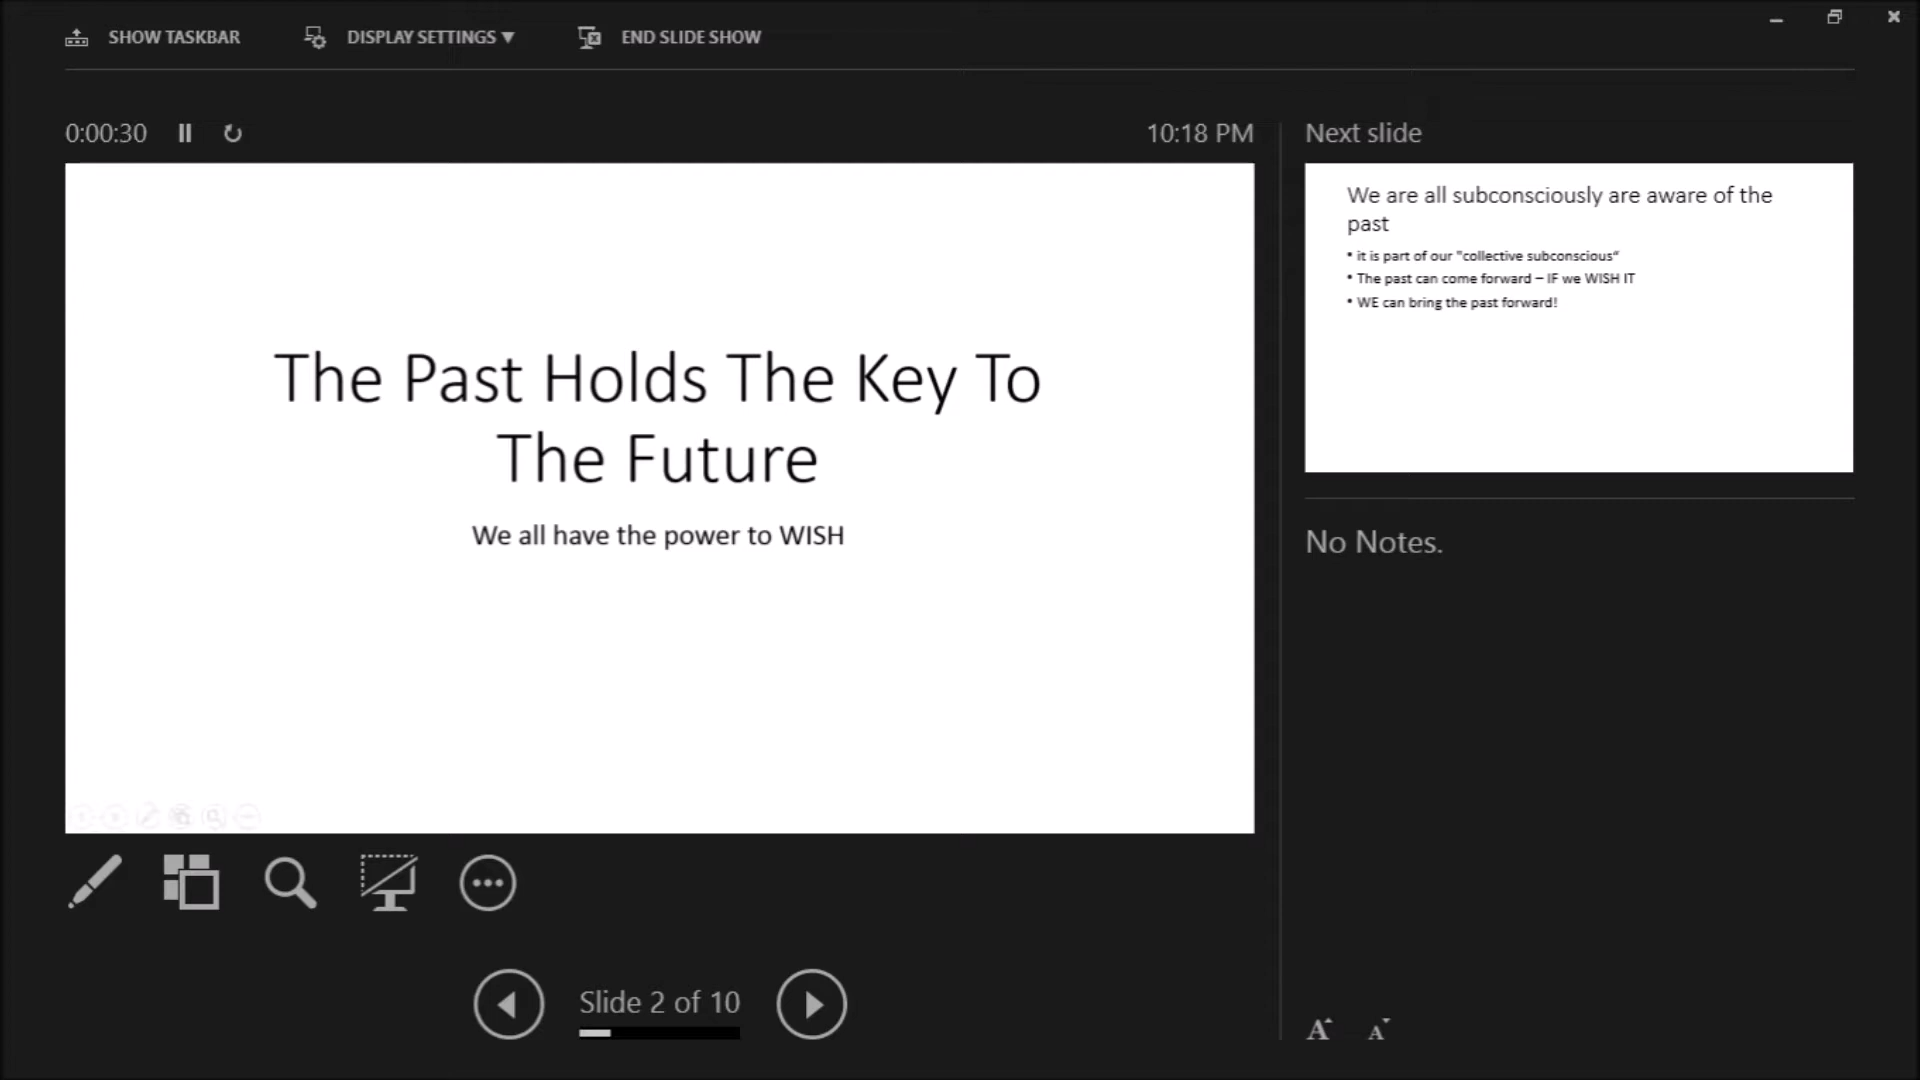 SHOW TASKBAR
DISPLAY SETTINGS ▼
END SLIDE SHOW
0:00:30
10:18 PM
The Past Holds The Key To
The Future
We all have the power to WISH
Slide 2 of 10
Next slide
We are all subconsciously are aware of the
past
• it is part of our "collective subconscious“
• The past can come forward – IF we WISH IT
• WE can bring the past forward!
No Notes.
A
A